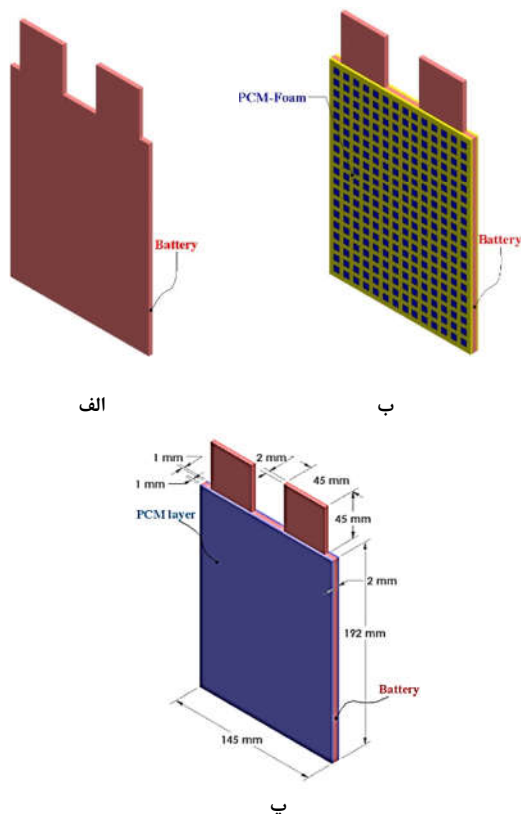 PCM-Foam
Battery
Battery
الف
ب
1 mm
2 mm
45 mm
1 mm
45 mm
PCM layer
2 mm
192 mm
Battery
145 mm
پ